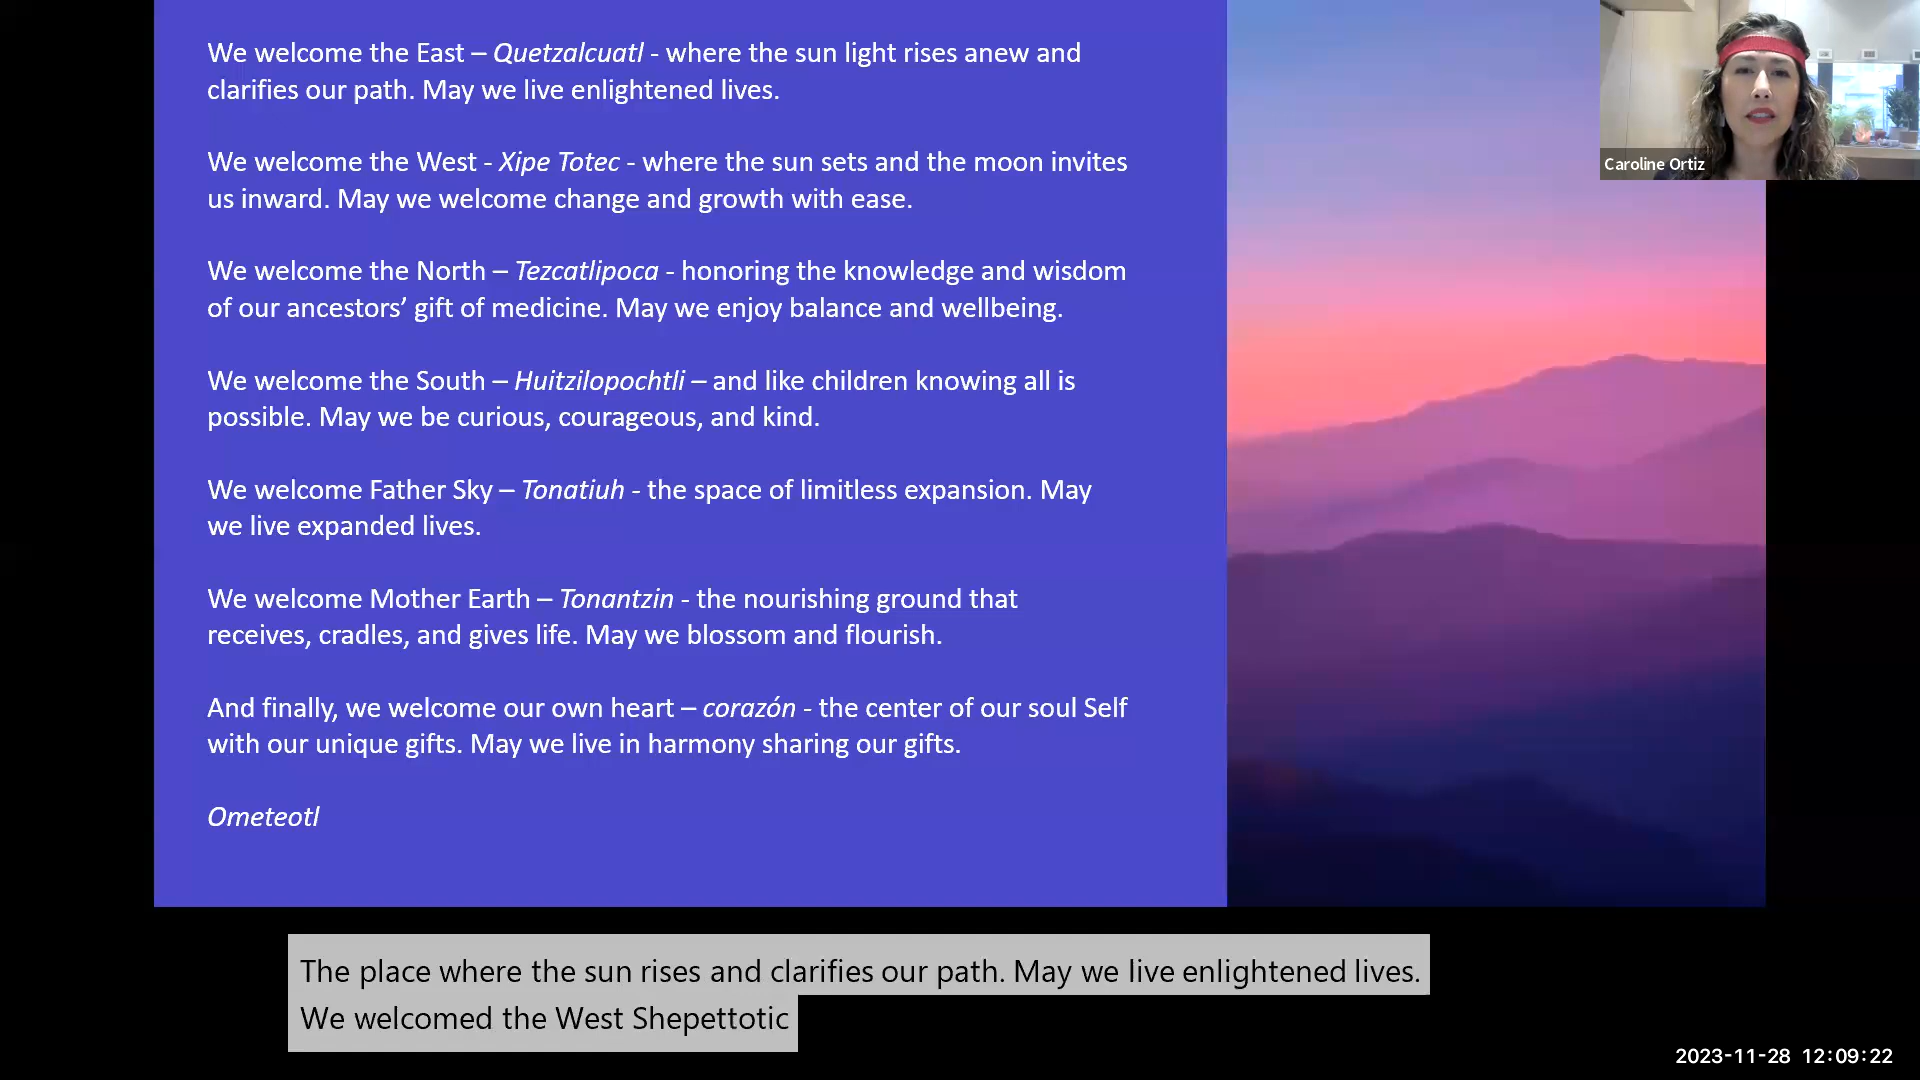 We welcome the East – Quetzalcuatl - where the sun light rises anew and
clarifies our path. May we live enlightened lives.
We welcome the West - Xipe Totec - where the sun sets and the moon invites
us inward. May we welcome change and growth with ease.
We welcome the North – Tezcatlipoca - honoring the knowledge and wisdom
of our ancestors’ gift of medicine. May we enjoy balance and wellbeing.
We welcome the South – Huitzilopochtli – and like children knowing all is
possible. May we be curious, courageous, and kind.
We welcome Father Sky – Tonatiuh - the space of limitless expansion. May
we live expanded lives.
We welcome Mother Earth – Tonantzin - the nourishing ground that
receives, cradles, and gives life. May we blossom and flourish.
And finally, we welcome our own heart – corazón - the center of our soul Self
with our unique gifts. May we live in harmony sharing our gifts.
Ometeotl
Caroline Ortiz
The place where the sun rises and clarifies our path. May we live enlightened lives.
We welcomed the West Shepettotic
2023-11-28 12:09:22